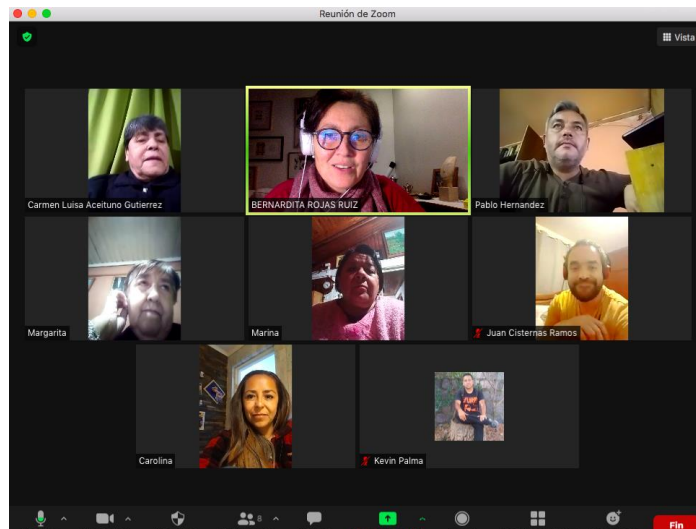 Reunión de Zoom
Vista
Carmen Luisa Aceituno Gutierrez
BERNARDITA ROJAS RUIZ
Pablo Hernandez
Margarita
Marina
Juan Cisternas Ramos
Carolina
Kevin Palma
8
Fin